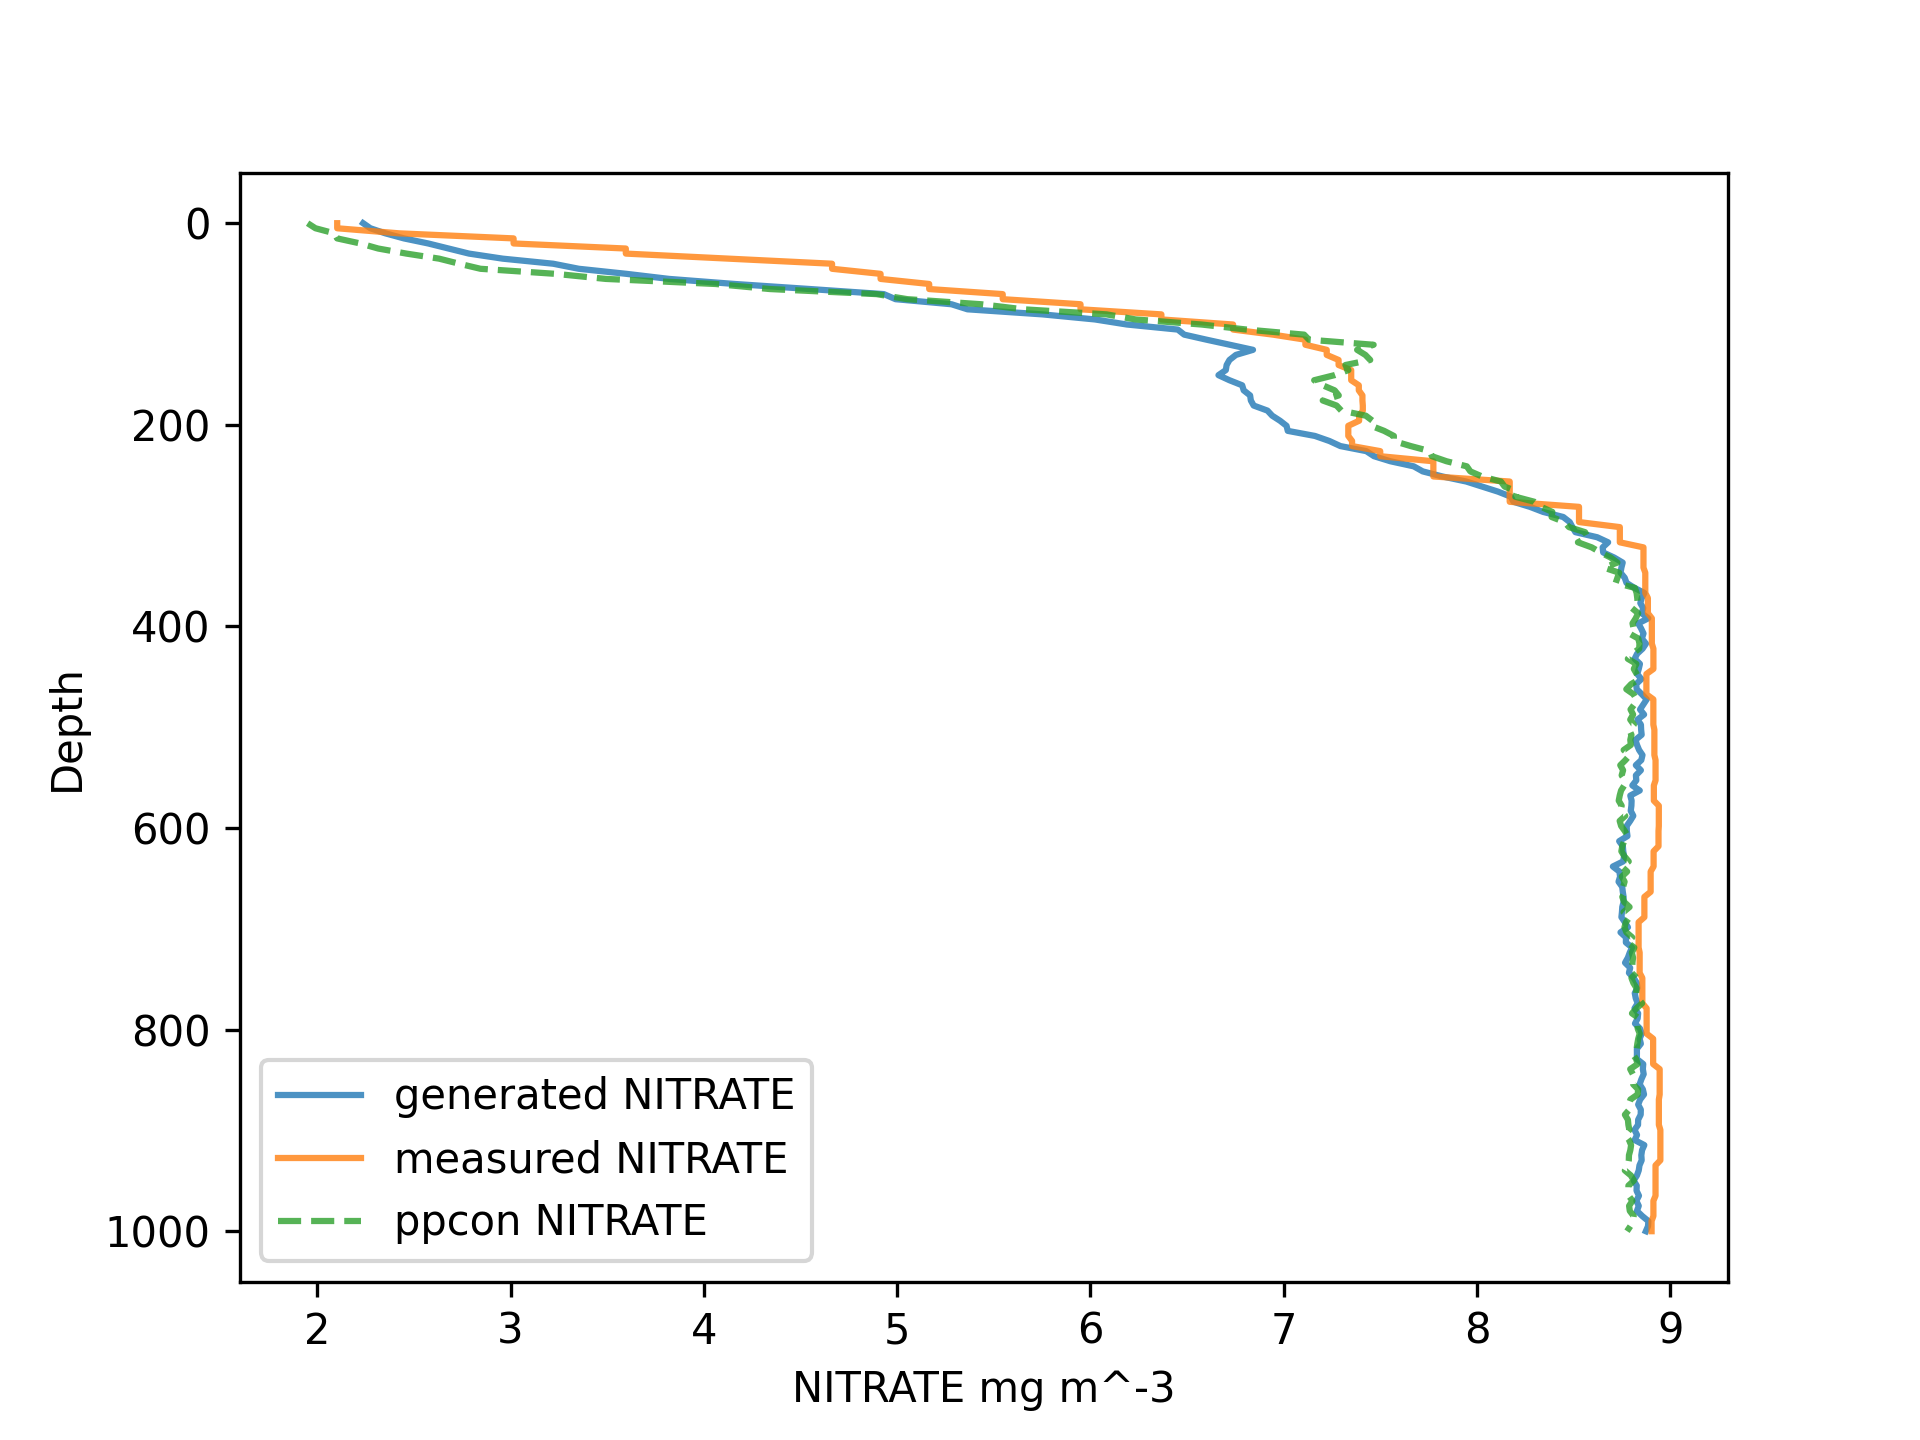 0
200
400
600
800
1000
Depth
generated NITRATE
measured NITRATE
ppcon NITRATE
2 3 4 5 6 7 8 9
NITRATE mg m^-3